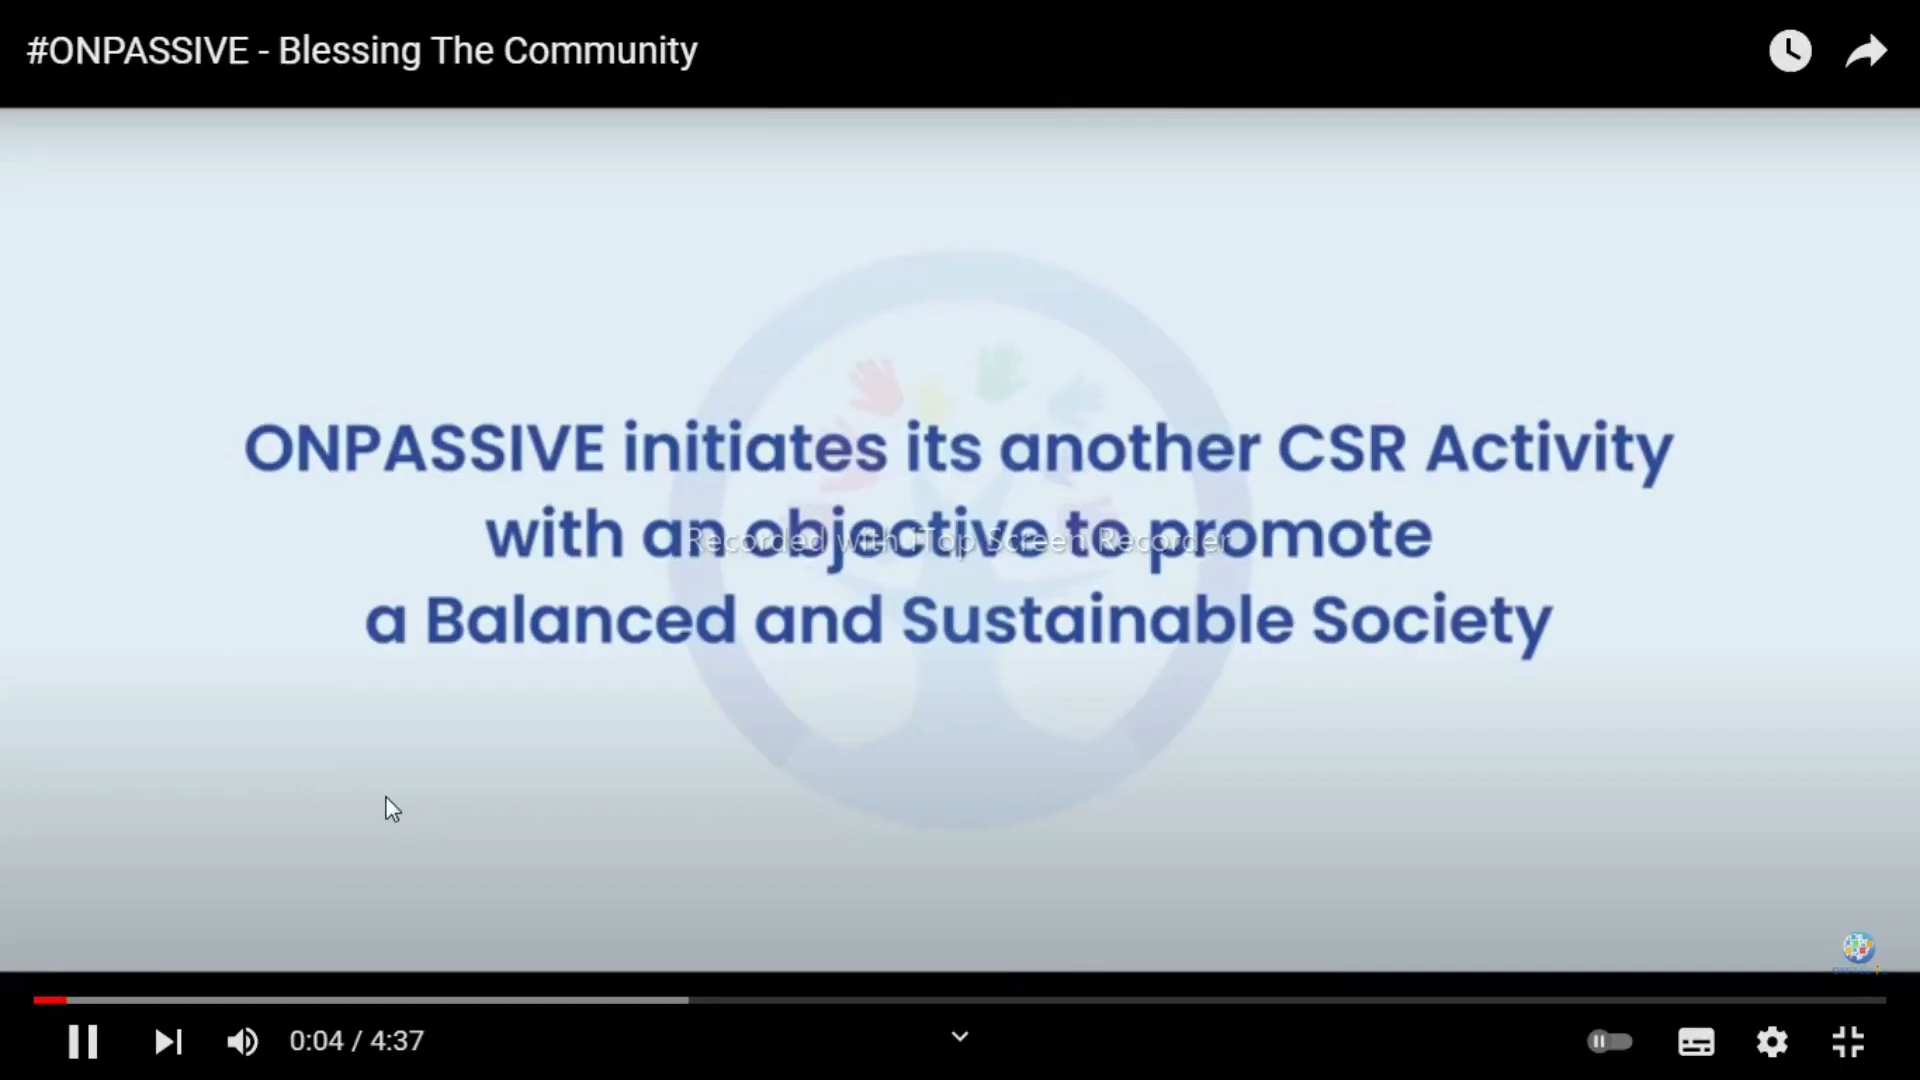 #ONPASSIVE - Blessing The Community
ONPASSIVE initiates its another CSR Activity
with an objective to promote
Recorded with iTop Screen Recorder
a Balanced and Sustainable Society
0:04 / 4:37